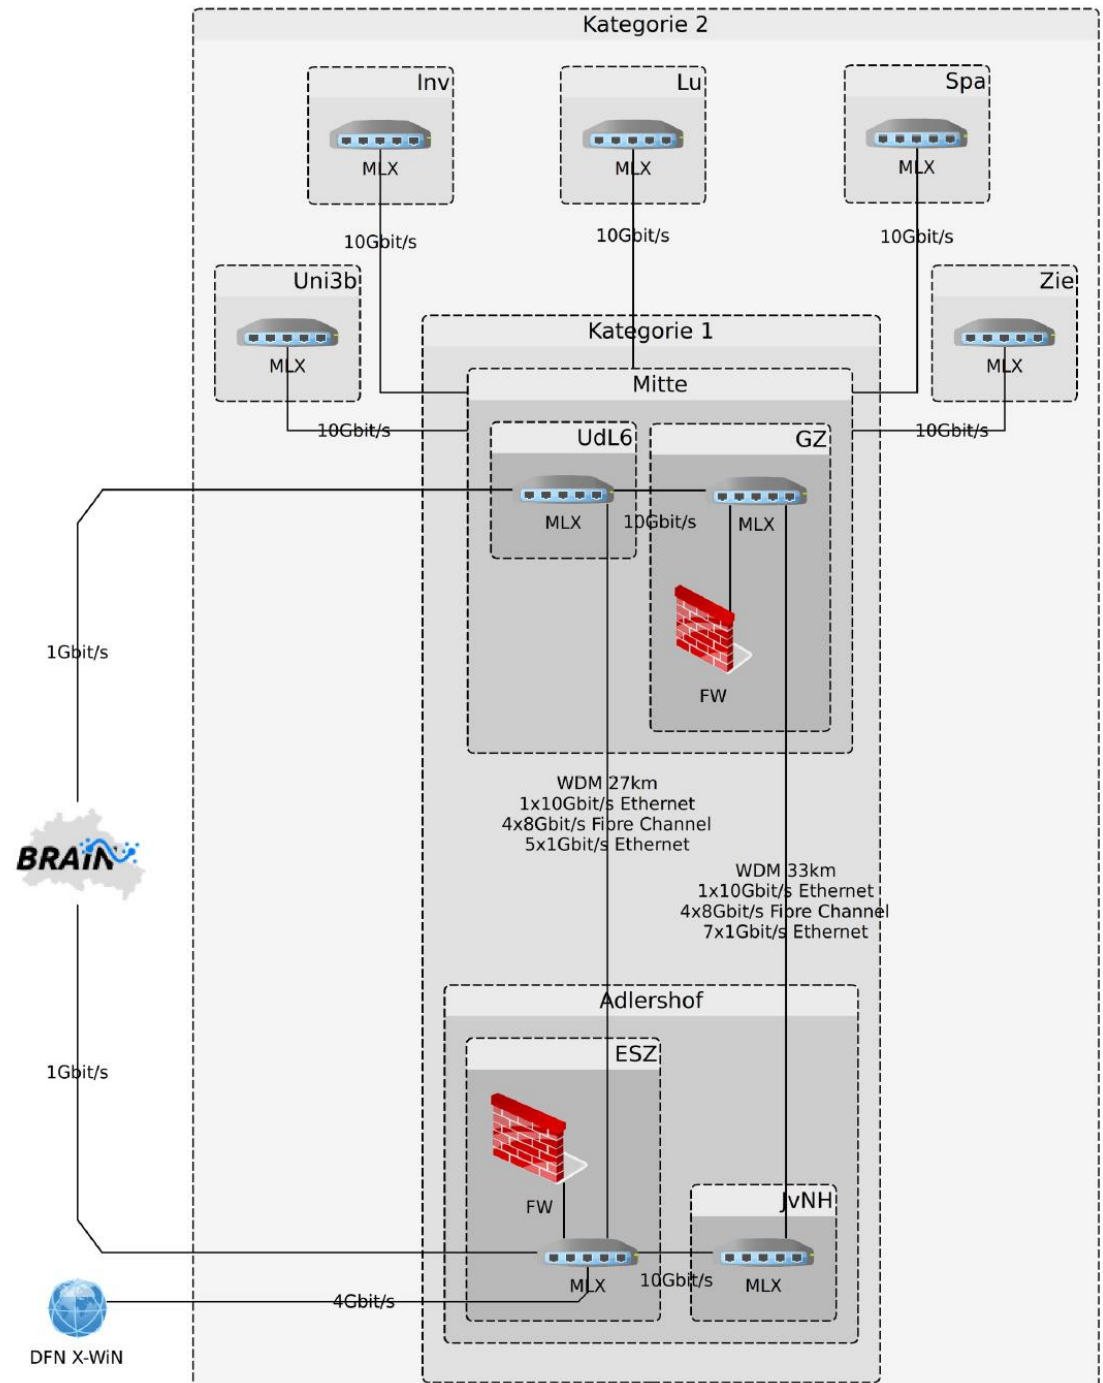 Kategorie 2
Inv
MLX
10Gbit/s
Lu
MLX
10Gbit/s
Spa
MLX
10Gbit/s
Uni3b
MLX
10Gbit/s
Zie
MLX
10Gbit/s
Kategorie 1
Mitte
UdL6
MLX
10Gbit/s
GZ
MLX
FW
1Gbit/s
WDM 27km
1x10Gbit/s Ethernet
4x8Gbit/s Fibre Channel
5x1Gbit/s Ethernet
BRAiN
WDM 33km
1x10Gbit/s Ethernet
4x8Gbit/s Fibre Channel
7x1Gbit/s Ethernet
Adlershof
ESZ
FW
MLX
1Gbit/s
JvNH
10Gbit/s
MLX
4Gbit/s
DFN X-WiN